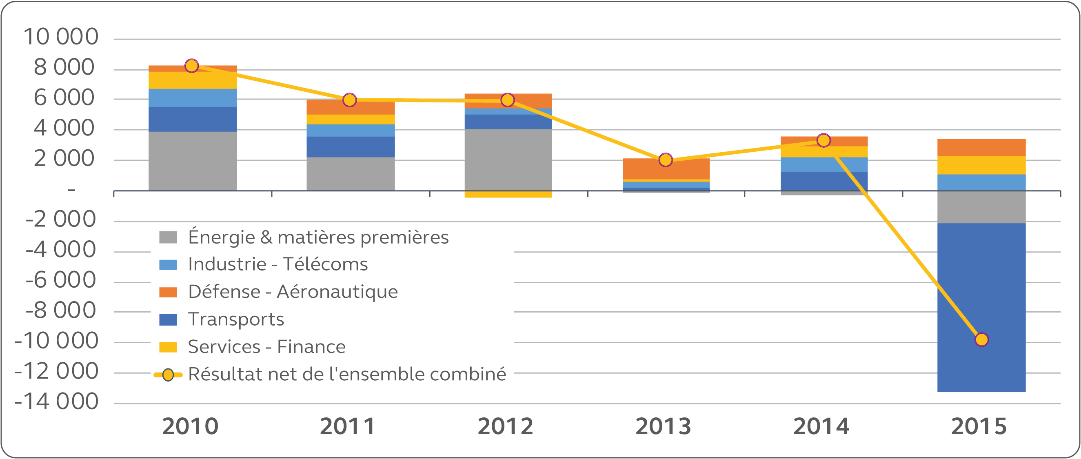 10 000
8 000
6 000
4 000
2 000
-
-2 000
-4 000
-6 000
-8 000
-10 000
-12 000
-14 000
Énergie & matières premières
Industrie - Télécoms
Défense - Aéronautique
Transports
Services - Finance
Résultat net de l'ensemble combiné
2010 2011 2012 2013 2014 2015